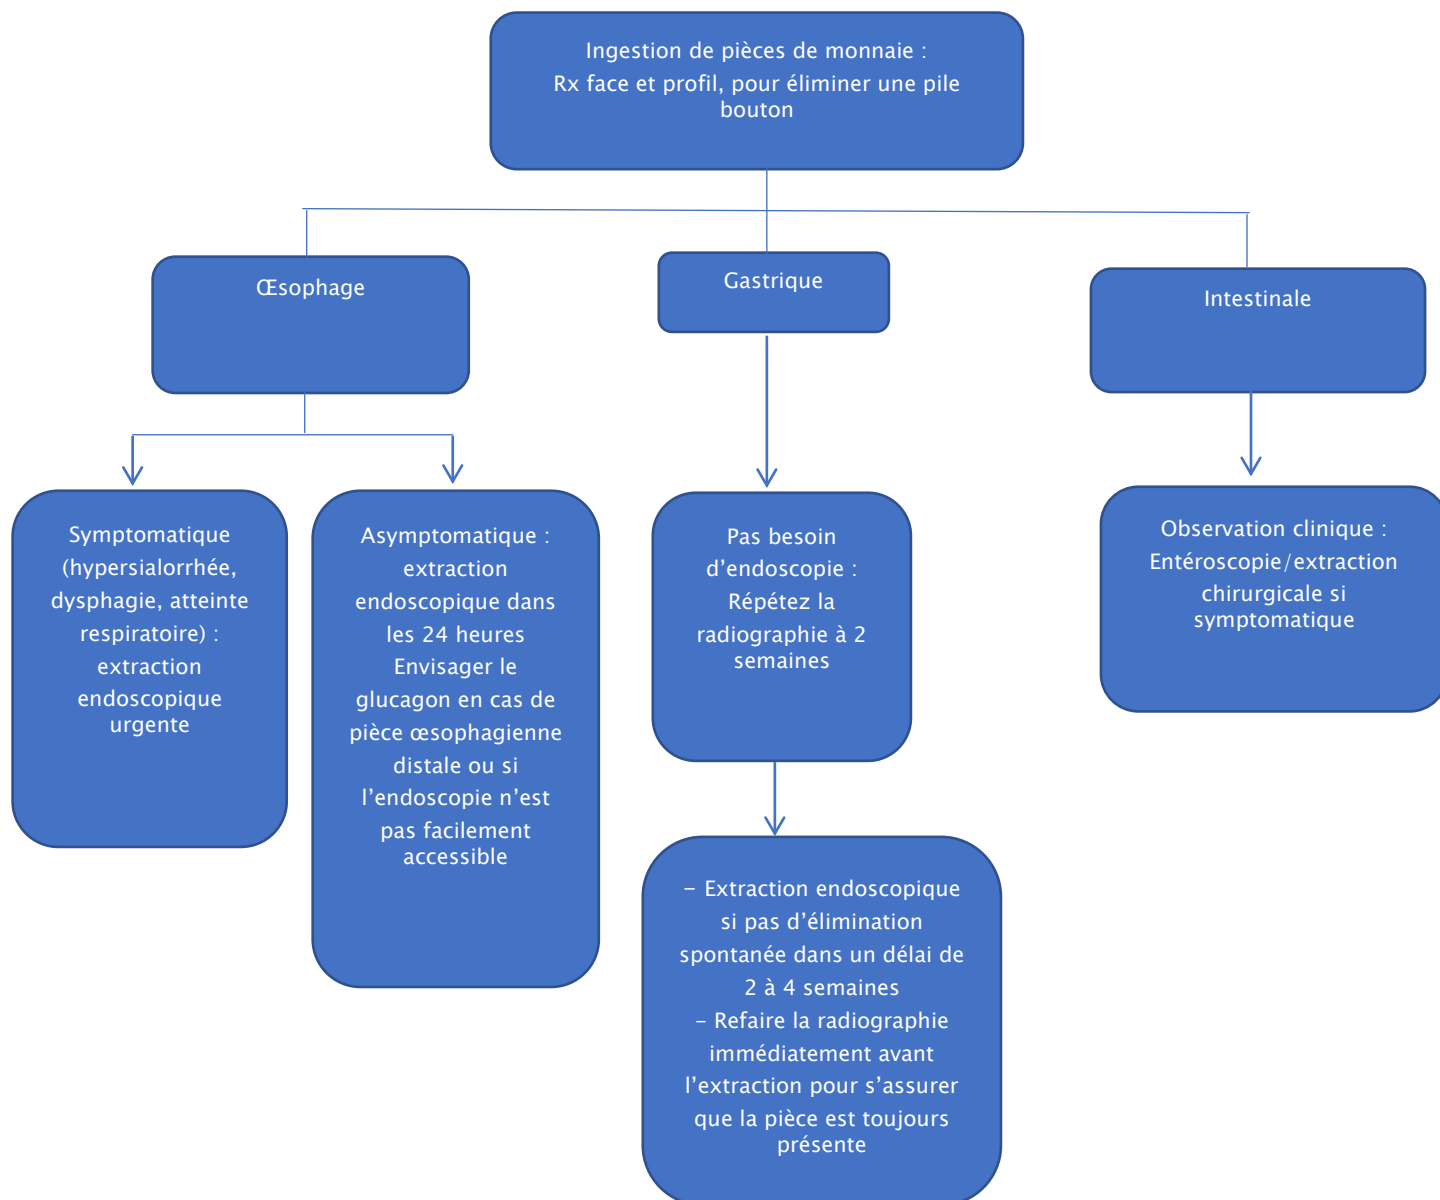 Ingestion de pièces de monnaie :
Rx face et profil, pour éliminer une pile
bouton
Œsophage
Gastrique
Intestinale
Symptomatique
(hypersialorrhée,
dysphagie, atteinte
respiratoire) :
extraction
endoscopique
urgente
Asymptomatique :
extraction
endoscopique dans
les 24 heures
Envisager le
glucagon en cas de
pièce œsophagienne
distale ou si
l’endoscopie n’est
pas facilement
accessible
Pas besoin
d’endoscopie :
Répétez la
radiographie à 2
semaines
Observation clinique :
Entéroscopie/extraction
chirurgicale si
symptomatique
– Extraction endoscopique
si pas d’élimination
spontanée dans un délai de
2 à 4 semaines
– Refaire la radiographie
immédiatement avant
l’extraction pour s’assurer
que la pièce est toujours
présente